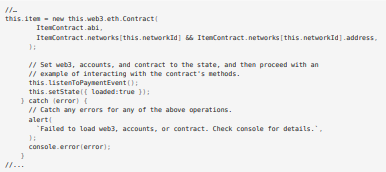 //…
this.item = new this.web3.eth.Contract(
ItemContract.abi,
ItemContract.networks[this.networkId] && ItemContract.networks[this.networkId].address,
);
// Set web3, accounts, and contract to the state, and then proceed with an
// example of interacting with the contract's methods.
this.listenToPaymentEvent();
this.setState({ loaded:true });
} catch (error) {
// Catch any errors for any of the above operations.
alert(
`Failed to load web3, accounts, or contract. Check console for details.`,
);
console.error(error);
}
//...